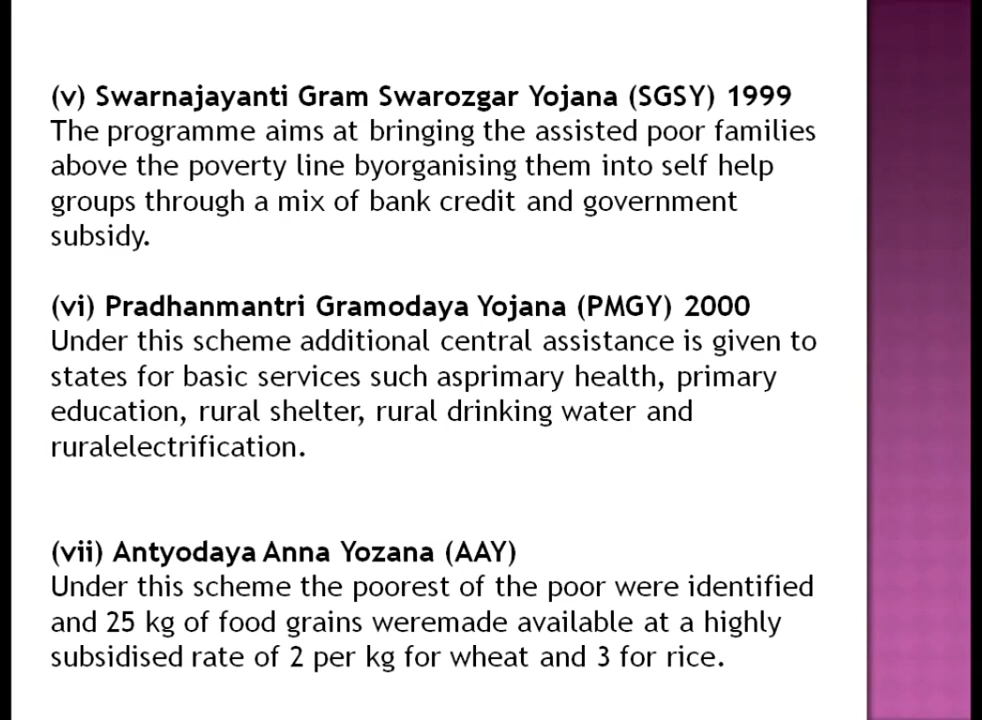 (v) Swarnajayanti Gram Swarozgar Yojana (SGSY) 1999
The programme aims at bringing the assisted poor families
above the poverty line byorganising them into self help
groups through a mix of bank credit and government
subsidy.
(vi) Pradhanmantri Gramodaya Yojana (PMGY) 2000
Under this scheme additional central assistance is given to
states for basic services such asprimary health, primary
education, rural shelter, rural drinking water and
ruralelectrification.
(vii) Antyodaya Anna Yozana (AAY)
Under this scheme the poorest of the poor were identified
and 25 kg of food grains weremade available at a highly
subsidised rate of 2 per kg for wheat and 3 for rice.